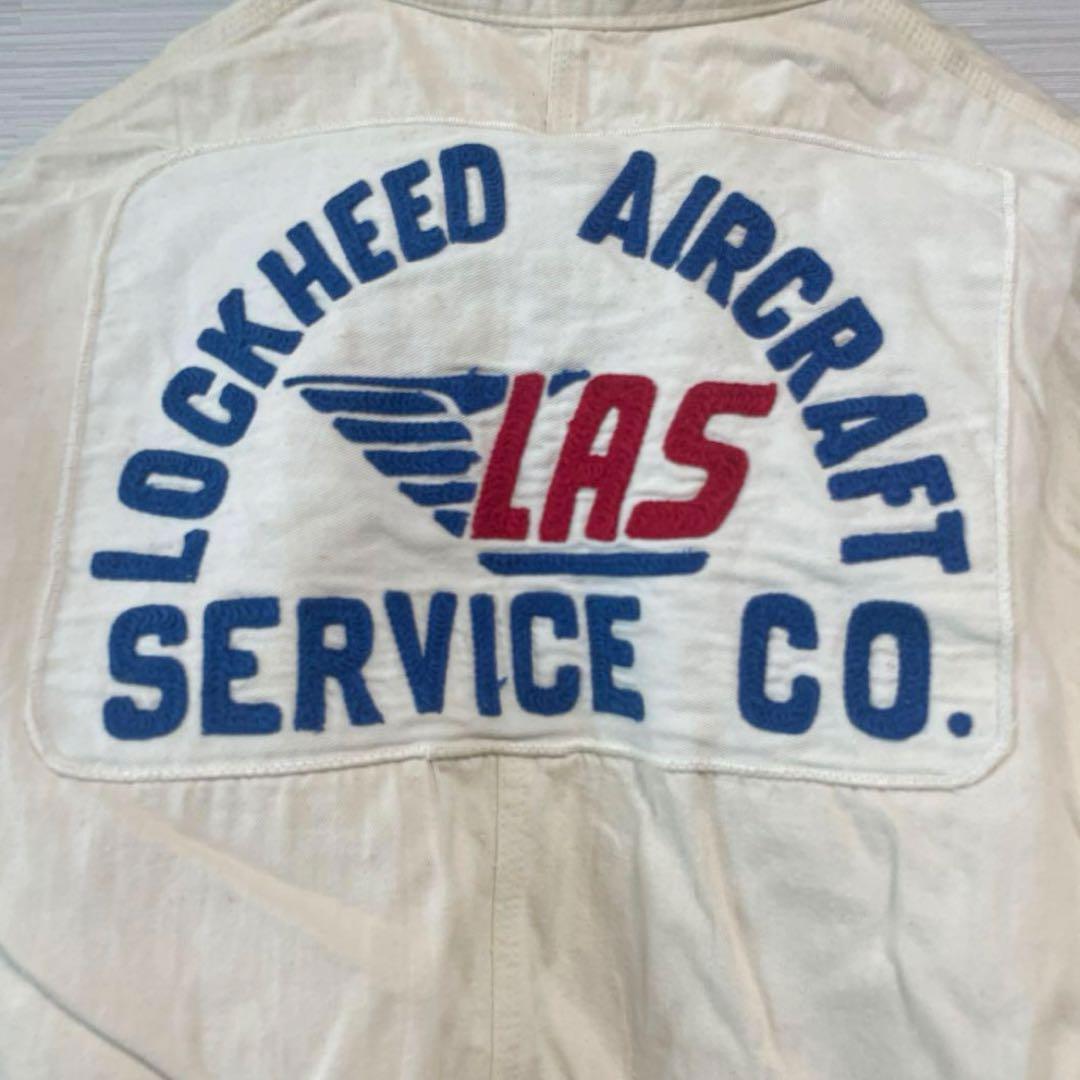 LOCKHEED AIRCRAFT
LAS
SERVICE CO.